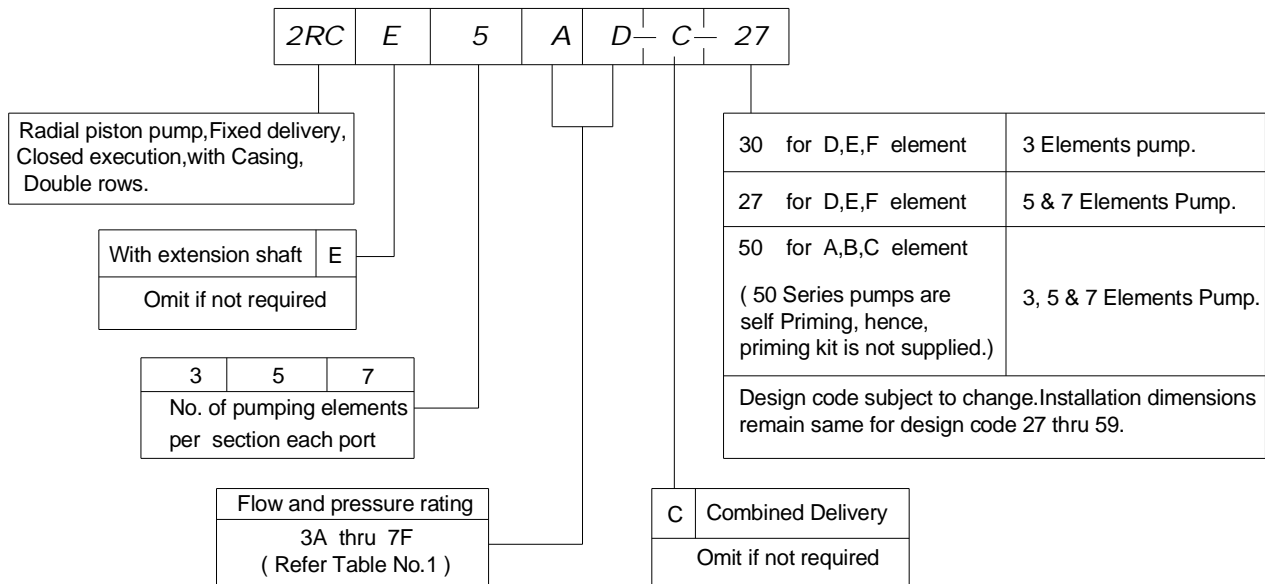 2RC E 5 A D - C - 27
Radial piston pump,Fixed delivery,
Closed execution,with Casing,
Double rows.
With extension shaft E
Omit if not required
3 5 7
No. of pumping elements
per section each port
Flow and pressure rating
3A thru 7F
( Refer Table No.1 )
C Combined Delivery
Omit if not required
30 for D,E,F element 3 Elements pump.
27 for D,E,F element 5 & 7 Elements Pump.
50 for A,B,C element
( 50 Series pumps are
self Priming, hence,
priming kit is not supplied.)
3, 5 & 7 Elements Pump.
Design code subject to change.Installation dimensions
remain same for design code 27 thru 59.